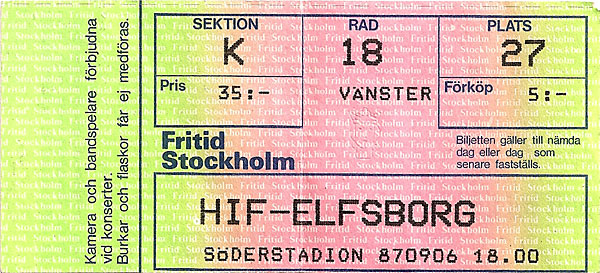 Kamera och bandspelare förbjudna
vid konserter.
Burkar och flaskor får ej medföras.
SEKTION RAD PLATS
K 18 27
Pris 35:- VÄNSTER Förköp 5:-
Fritid
Stockholm
Biljetten gäller till nämda
dag eller dag som
senare fastställs.
HIF-ELFSBORG
SÖDERSTADION 870906 18.00